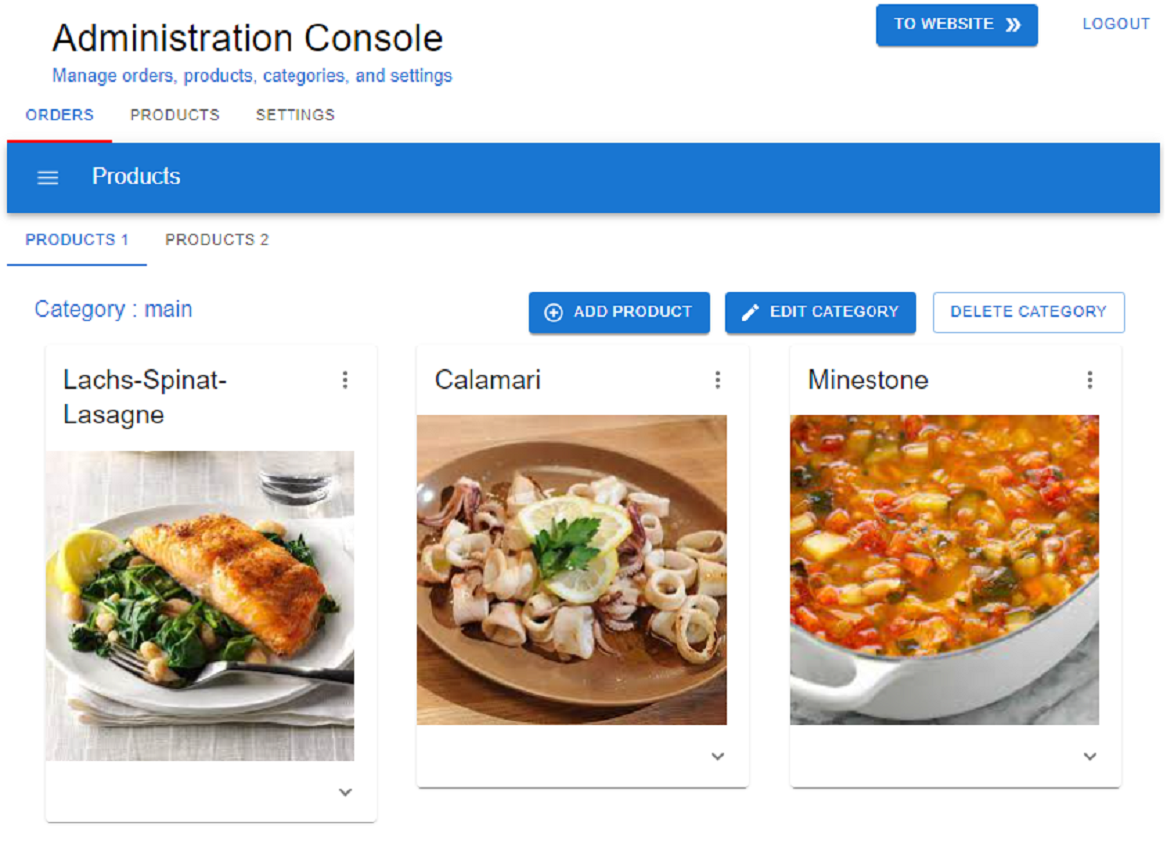 Administration Console
TO WEBSITE
LOGOUT
Manage orders, products, categories, and settings
ORDERS PRODUCTS SETTINGS
Products
PRODUCTS 1 PRODUCTS 2
Category : main
ADD PRODUCT
EDIT CATEGORY
DELETE CATEGORY
Lachs-Spinat-
Lasagne
Calamari
Minestone